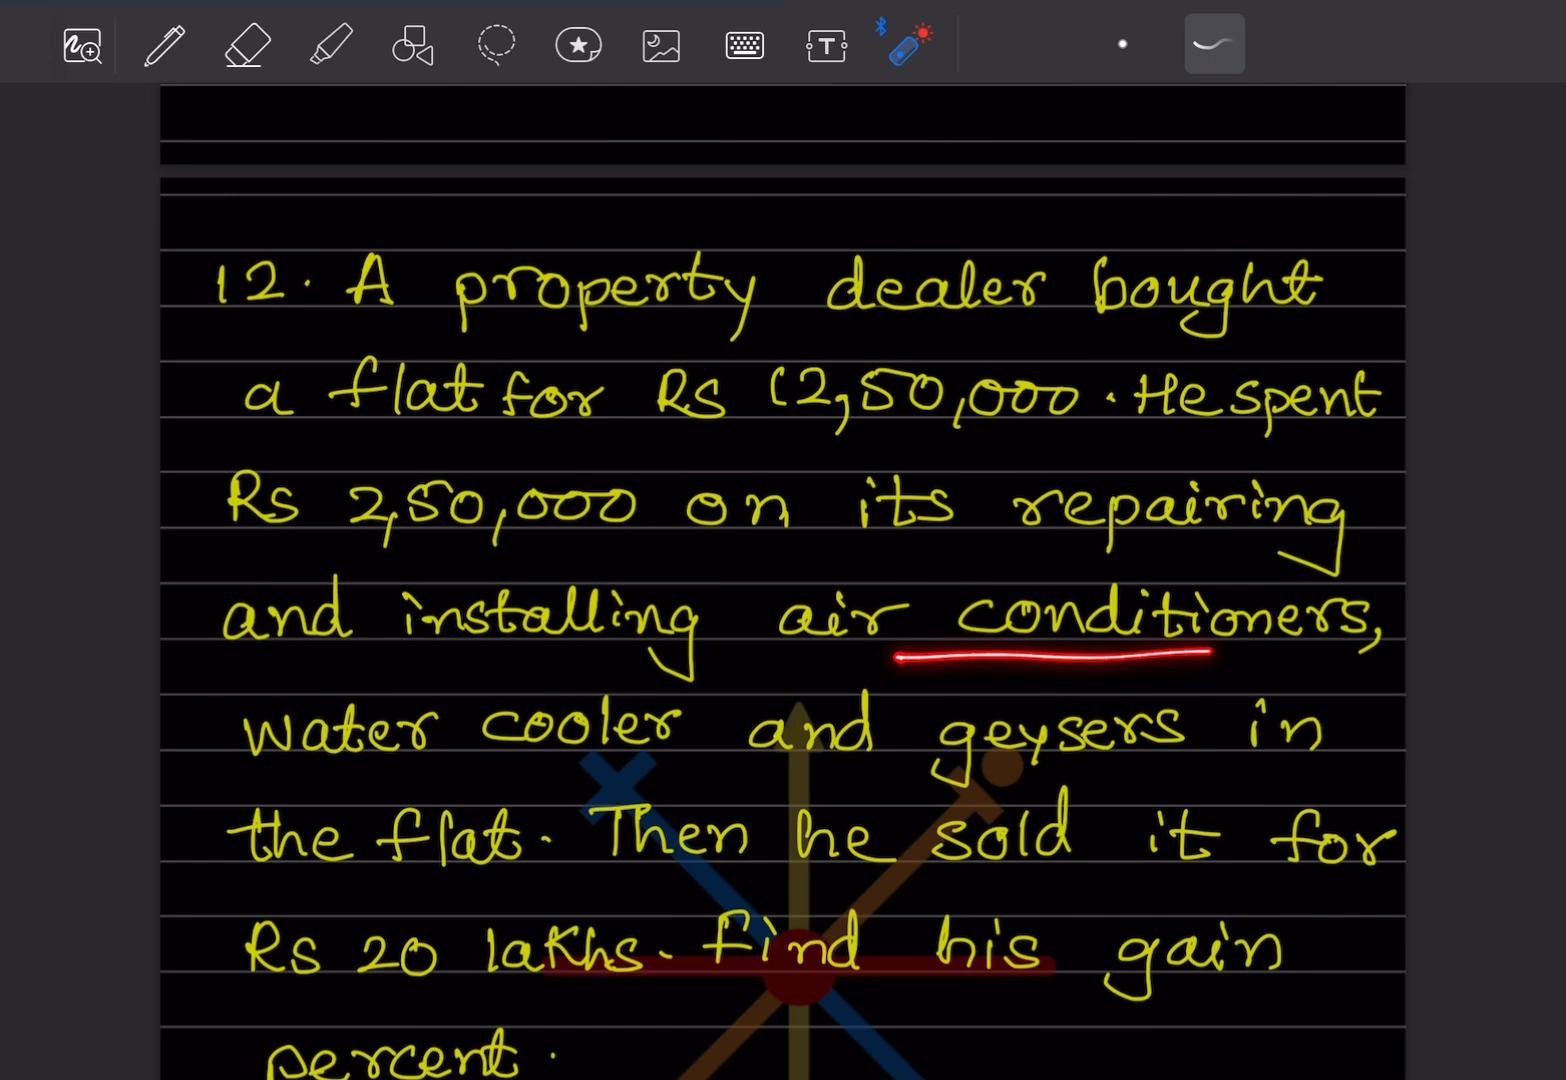 12. A property dealer bought
a flat for Rs 12,50,000. He spent
Rs 2,50,000 on its repairing
and installing air conditioners,
water cooler and geysers in
the flat. Then he sold it for
Rs 20 lakhs. find his gain
percent.